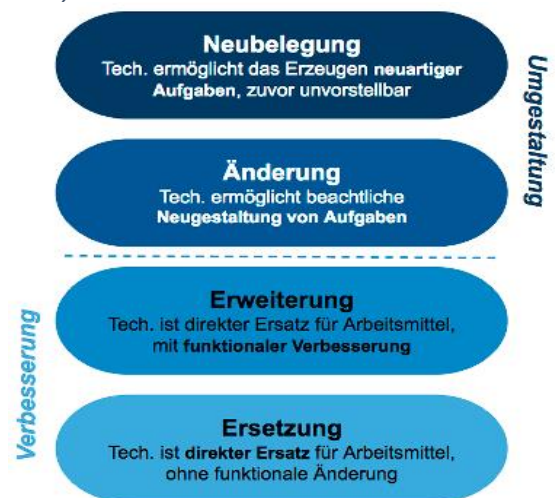 Neubelegung
Tech. ermöglicht das Erzeugen neuartiger
Aufgaben, zuvor unvorstellbar
Umgestaltung
Änderung
Tech. ermöglicht beachtliche
Neugestaltung von Aufgaben
Erweiterung
Tech. ist direkter Ersatz für Arbeitsmittel,
mit funktionaler Verbesserung
Verbesserung
Ersetzung
Tech. ist direkter Ersatz für Arbeitsmittel,
ohne funktionale Änderung